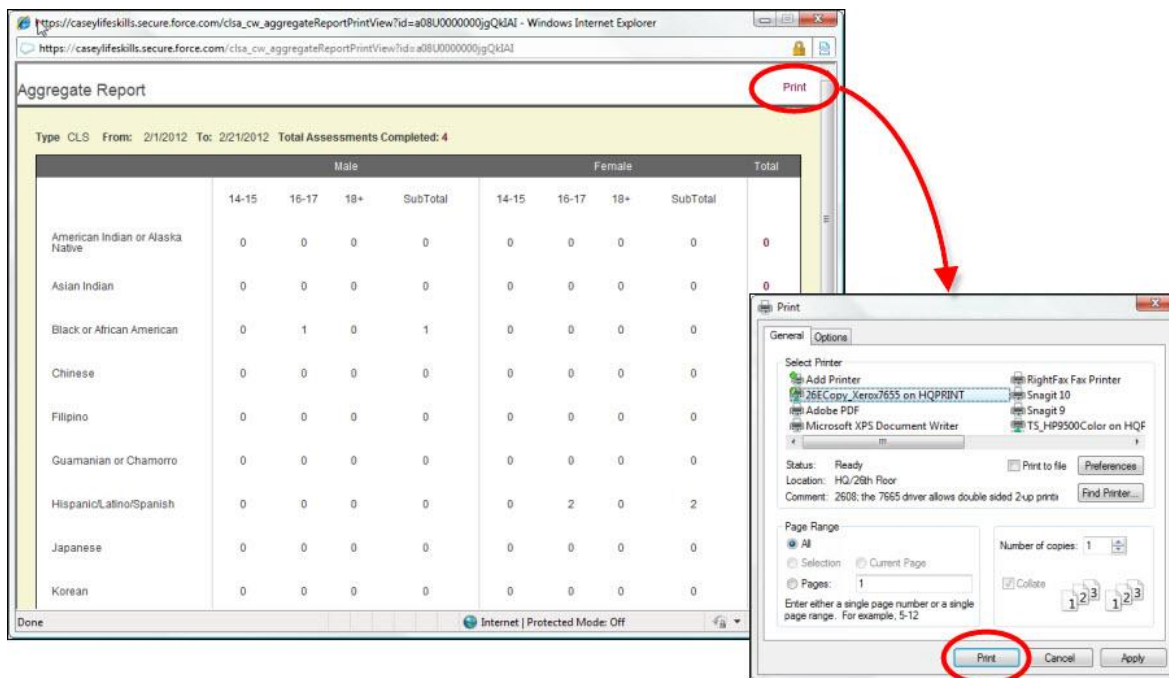 https://caseylifeskills.secure.force.com/clsa_cw_aggregateReportPrintView?id=a08U0000000jgQkIAI - Windows Internet Explorer
https://caseylifeskills.secure.force.com/clsa_cw_aggregateReportPrintView?id=a08U0000000jgQkIAI
Aggregate Report Print
Type CLS From: 2/1/2012 To: 2/21/2012 Total Assessments Completed: 4
Male Female Total
14-15 16-17 18+ SubTotal 14-15 16-17 18+ SubTotal
American Indian or Alaska
Native 0 0 0 0 0 0 0 0 0
Asian Indian 0 0 0 0 0 0 0 0 0
Black or African American 0 1 0 1 0 0 0 0
Chinese 0 0 0 0 0 0 0 0
Filipino 0 0 0 0 0 0 0 0
Guamanian or Chamorro 0 0 0 0 0 0 0 0
Hispanic/Latino/Spanish 0 0 0 0 0 2 0 2
Japanese 0 0 0 0 0 0 0 0
Korean 0 0 0 0 0 0 0 0
Done Internet | Protected Mode: Off
Print
General Options
Select Printer
Add Printer RightFax Fax Printer
26ECopy_Xerox7655 on HQPRINT Snagit 10
Adobe PDF Snagit 9
Microsoft XPS Document Writer TS_HP9500Color on HQP
Status: Ready Print to file Preferences
Location: HQ/26th Floor
Comment: 2608; the 7665 driver allows double sided 2-up printi Find Printer...
Page Range
All Number of copies: 1
Selection Current Page
Pages: 1 Collate
Enter either a single page number or a single
page range. For example, 5-12
1 2 3 1 2 3
Print Cancel Apply